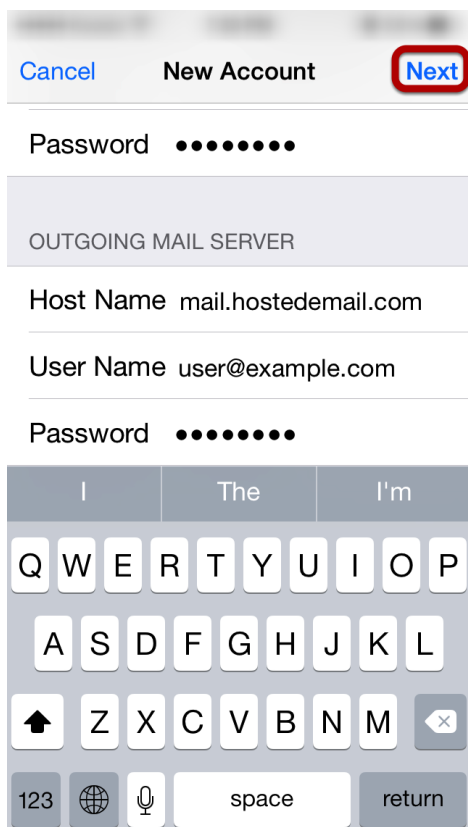 Cancel New Account Next
Password ●●●●●●●●
OUTGOING MAIL SERVER
Host Name mail.hostedemail.com
User Name user@example.com
Password ●●●●●●●●
I The I'm
Q W E R T Y U I O P
A S D F G H J K L
Z X C V B N M
123 space return